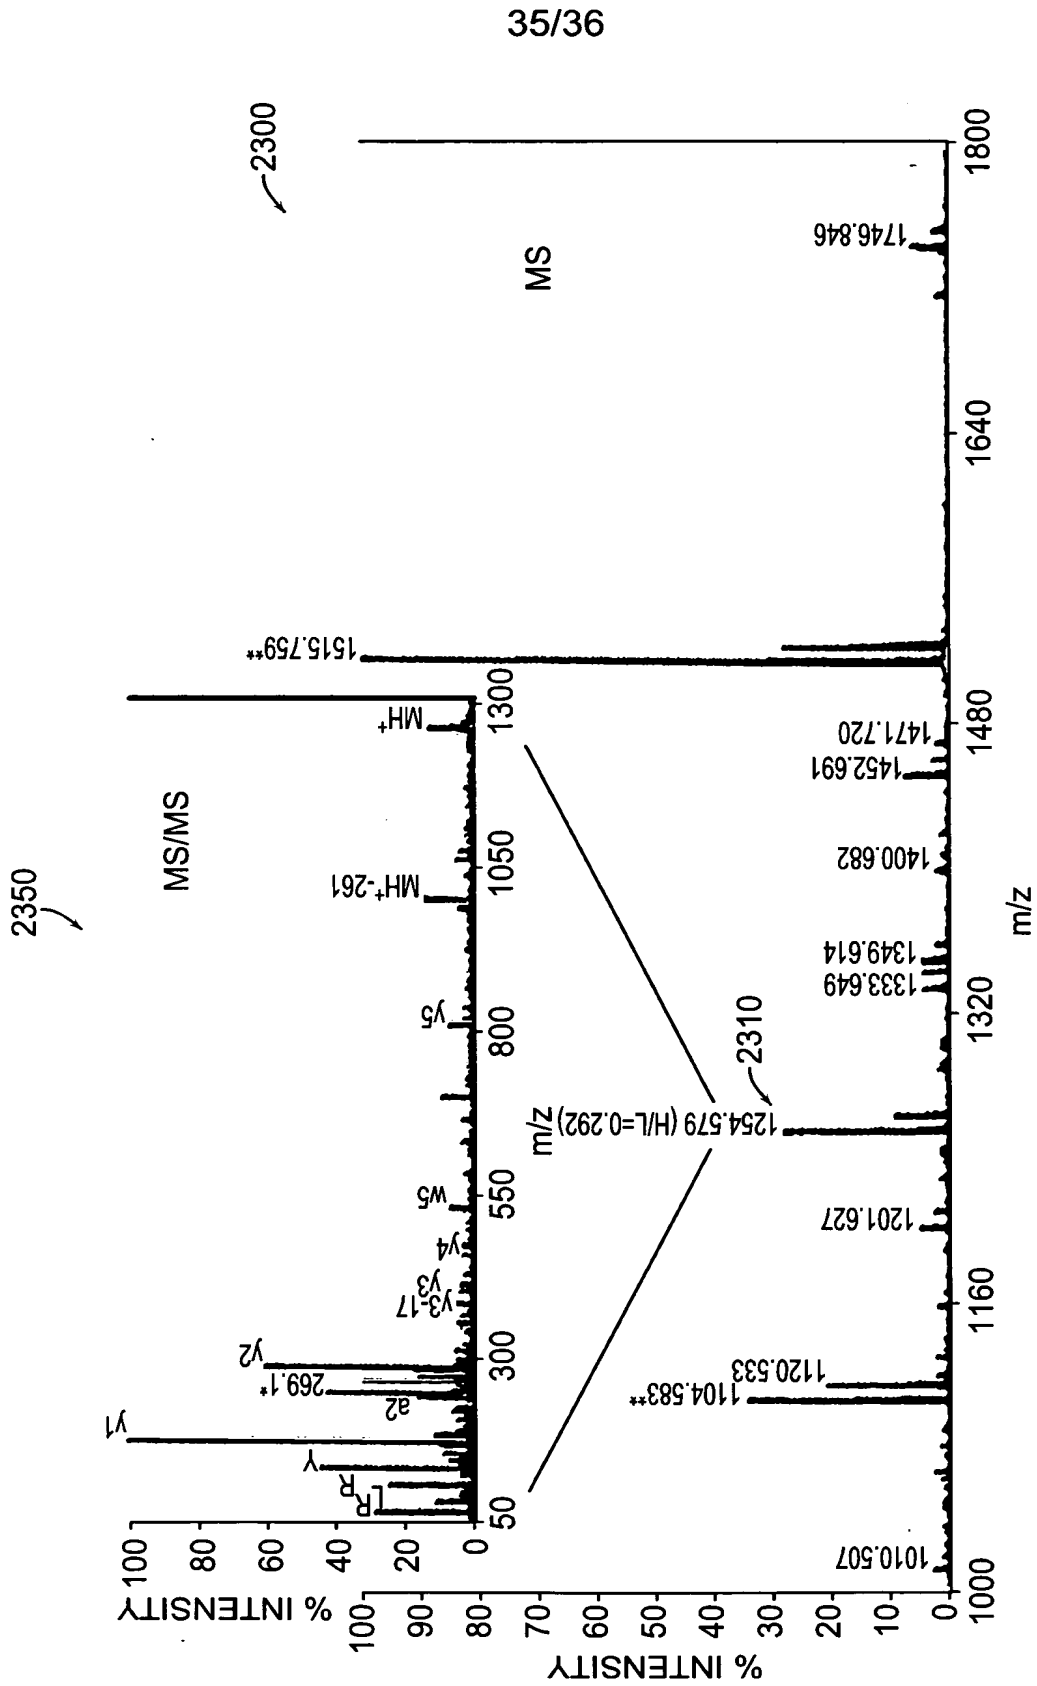 35/36
2350
2300
MS/MS
% INTENSITY
100
80
60
40
20
0
R
L
R
Y
y1
a2
269.1*
y2
y3-17
y3
y4
w5
y5
MH⁺-261
MH⁺
50
300
550
800
1050
1300
m/z
MS
% INTENSITY
100
90
80
70
60
50
40
30
20
10
0
1010.507
1104.583**
1120.533
1201.627
1254.579 (H/L=0.292)
2310
1333.649
1349.614
1400.682
1452.691
1471.720
1515.759**
1746.846
1000
1160
1320
1480
1640
1800
m/z